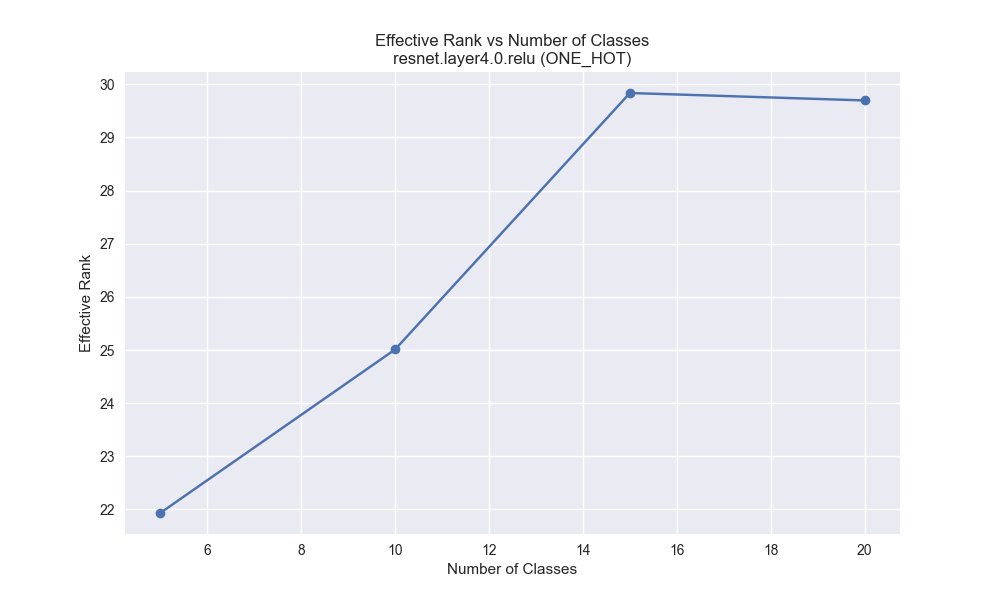 Effective Rank vs Number of Classes
resnet.layer4.0.relu (ONE_HOT)
30
29
28
27
26
25
24
23
22
Effective Rank
6 8 10 12 14 16 18 20
Number of Classes